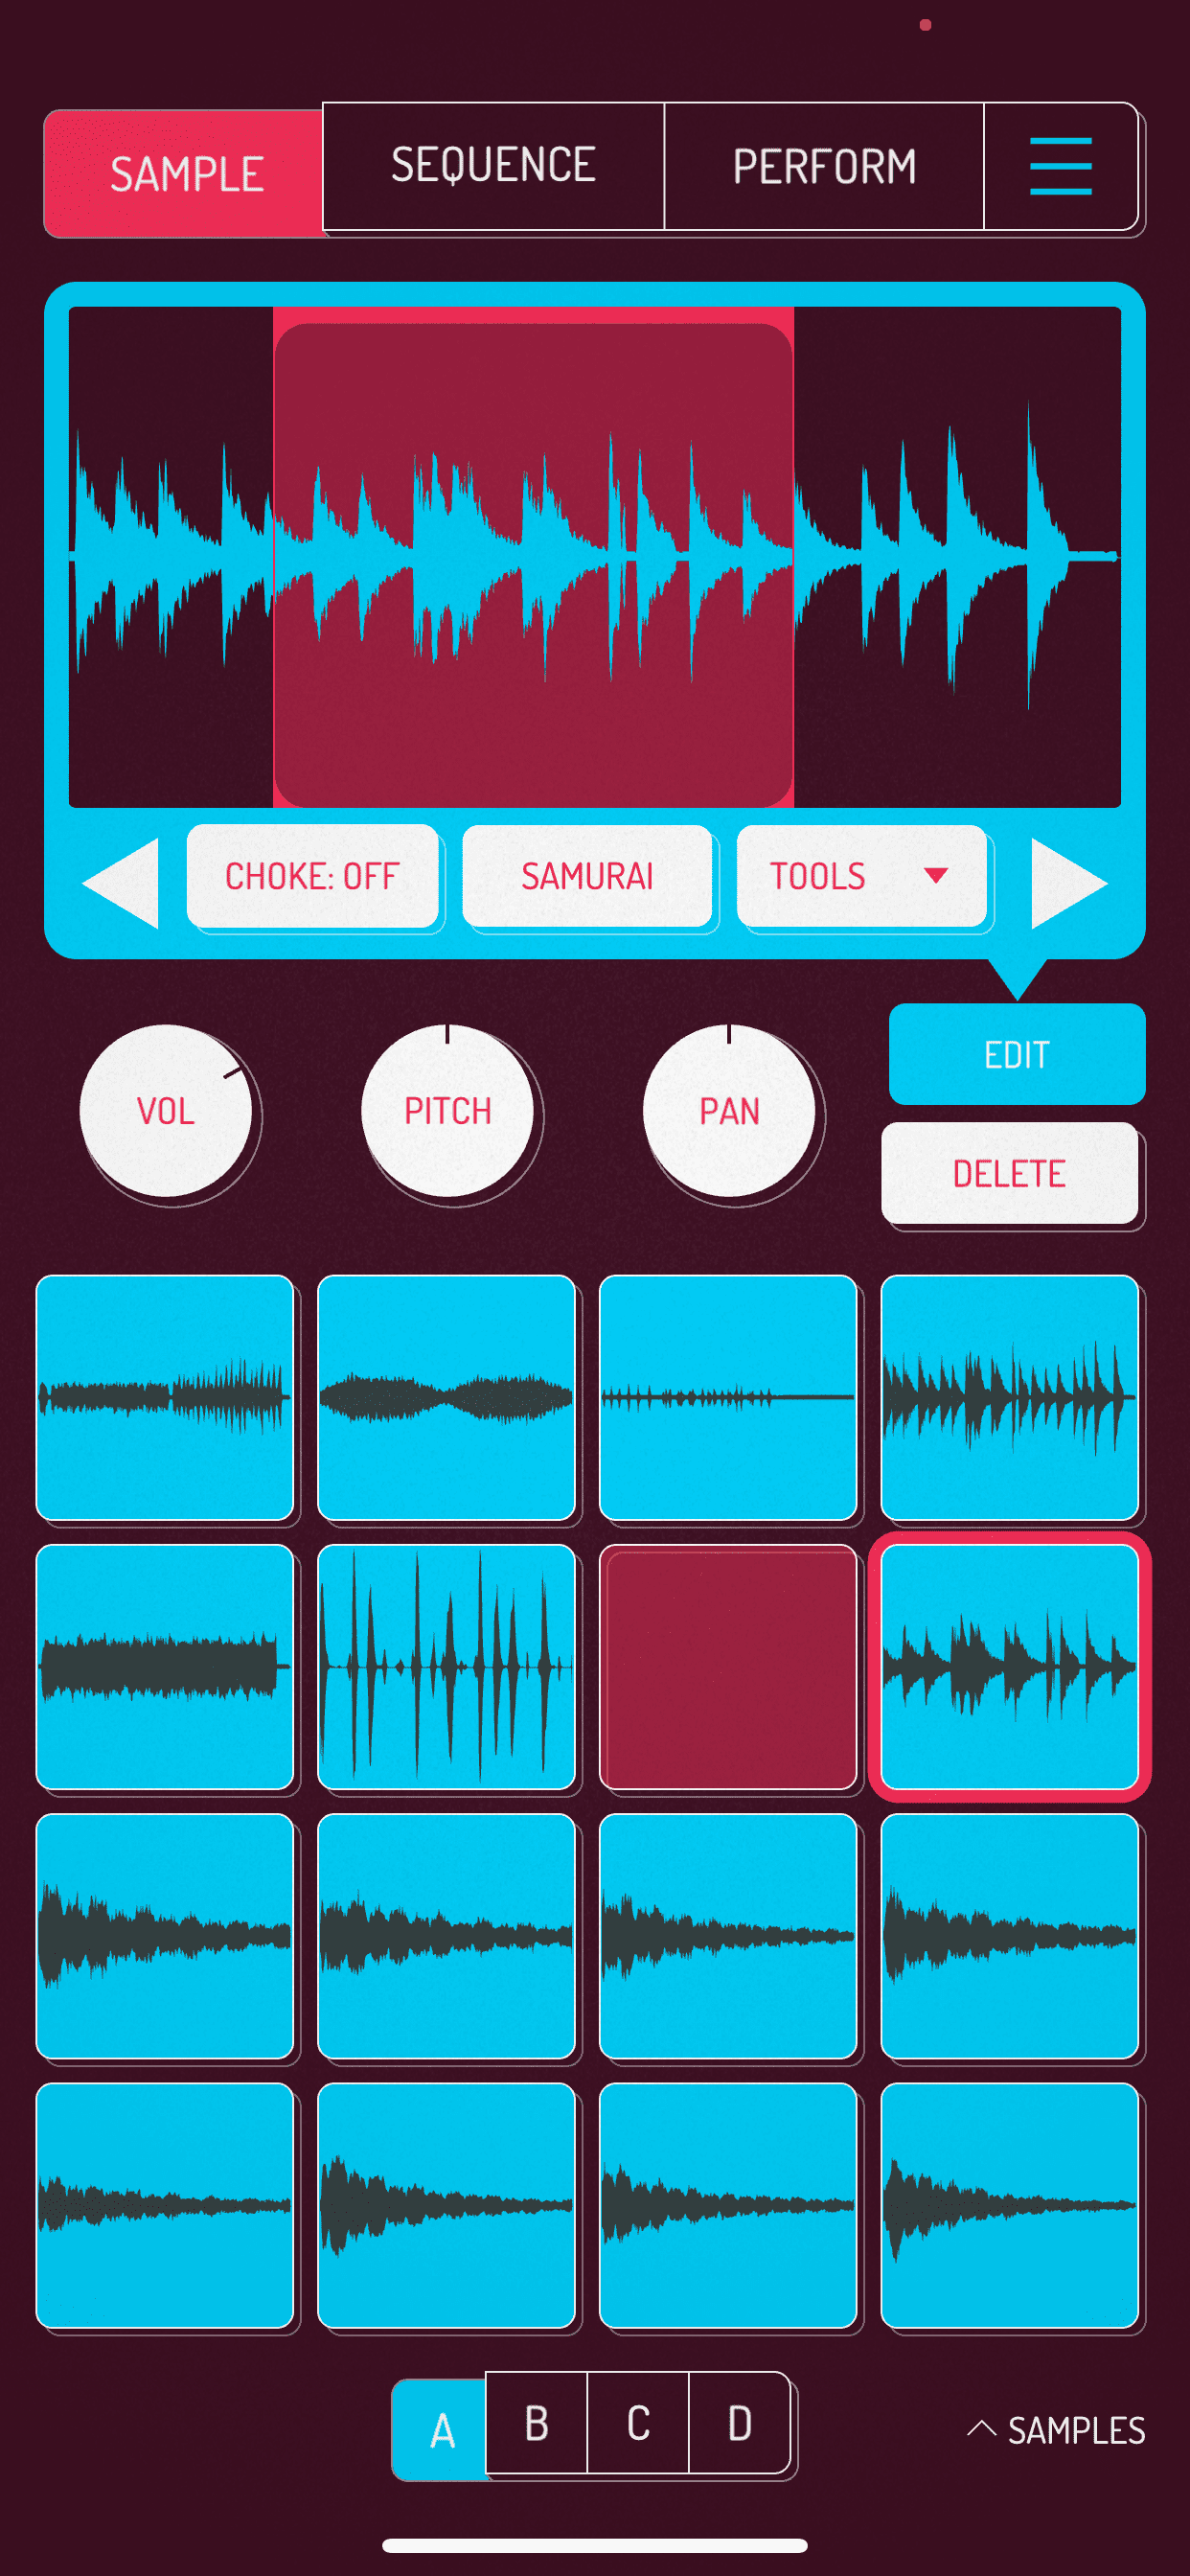 SAMPLE
SEQUENCE
PERFORM
CHOKE: OFF
SAMURAI
TOOLS
EDIT
VOL
PITCH
PAN
DELETE
A
B
C
D
SAMPLES